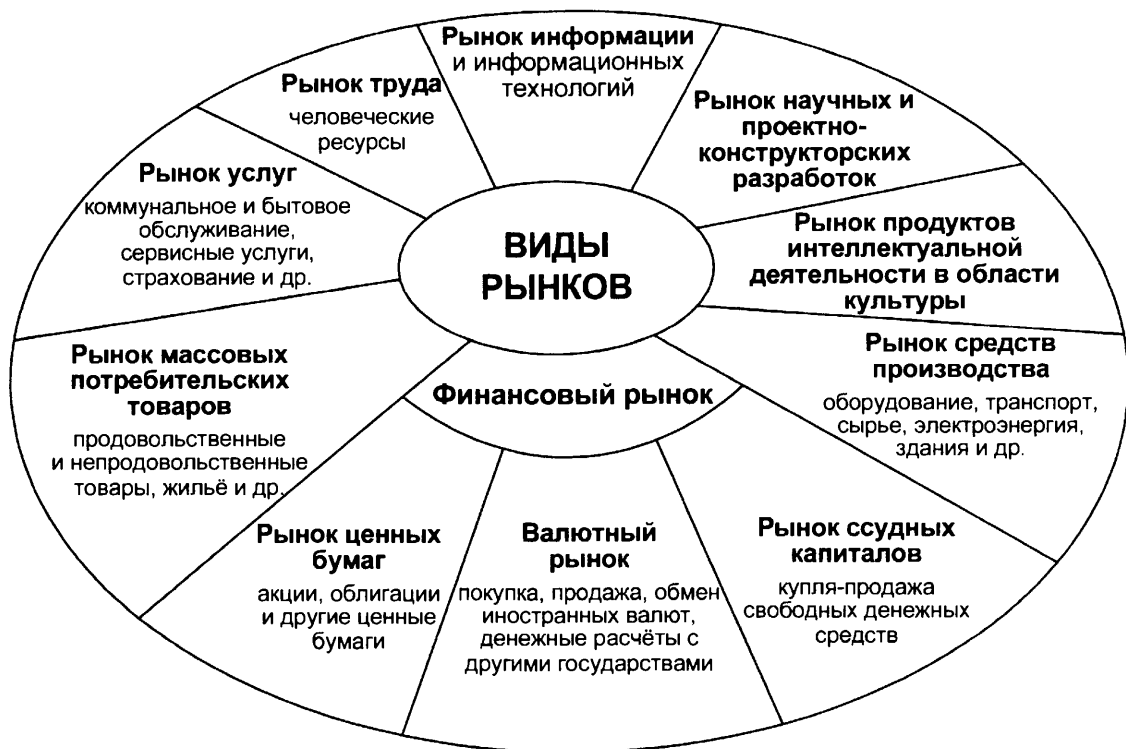 ВИДЫ
РЫНКОВ
Рынок информации
и информационных
технологий
Рынок научных и
проектно-
конструкторских
разработок
Рынок продуктов
интеллектуальной
деятельности в области
культуры
Рынок средств
производства
оборудование, транспорт,
сырье, электроэнергия,
здания и др.
Финансовый рынок
Рынок ссудных
капиталов
купля-продажа
свободных денежных
средств
Валютный
рынок
покупка, продажа, обмен
иностранных валют,
денежные расчёты с
другими государствами
Рынок ценных
бумаг
акции, облигации
и другие ценные
бумаги
Рынок массовых
потребительских
товаров
продовольственные
и непродовольственные
товары, жильё и др.
Рынок услуг
коммунальное и бытовое
обслуживание,
сервисные услуги,
страхование и др.
Рынок труда
человеческие
ресурсы